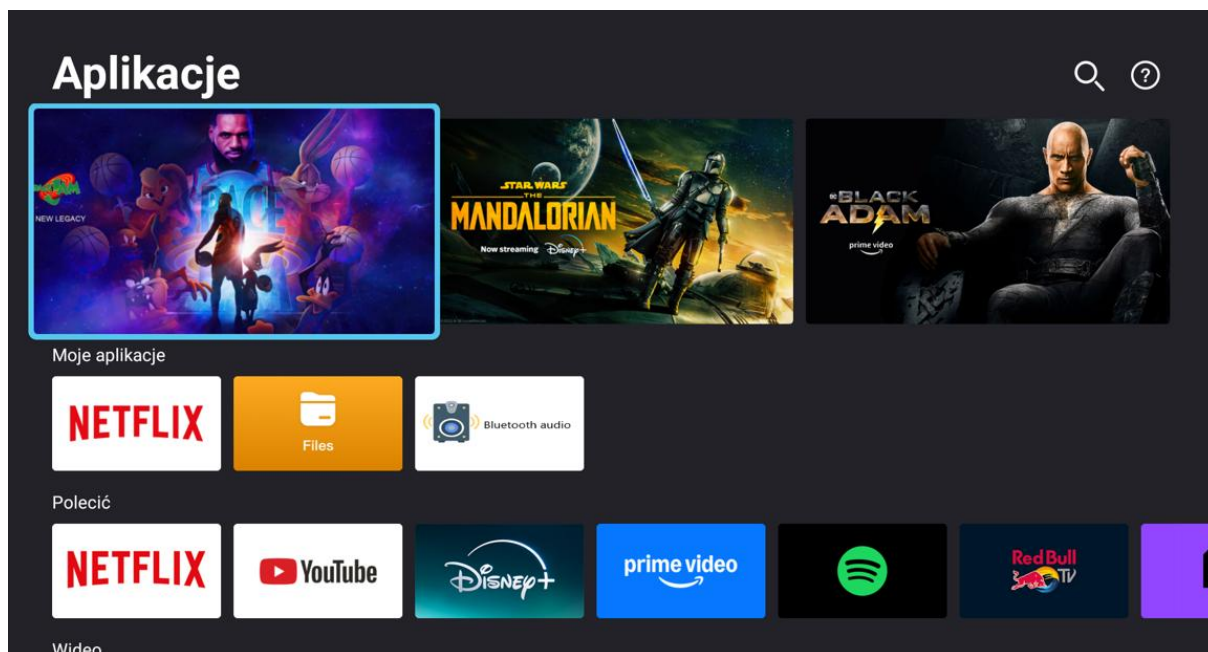 Aplikacje
?
NEW LEGACY
STAR WARS
THE
MANDALORIAN
Now streaming Disney+
BLACK
ADAM
prime video
Moje aplikacje
NETFLIX
Files
Bluetooth audio
Polecić
NETFLIX
YouTube
Disney+
prime video
Red Bull
TV
Wideo